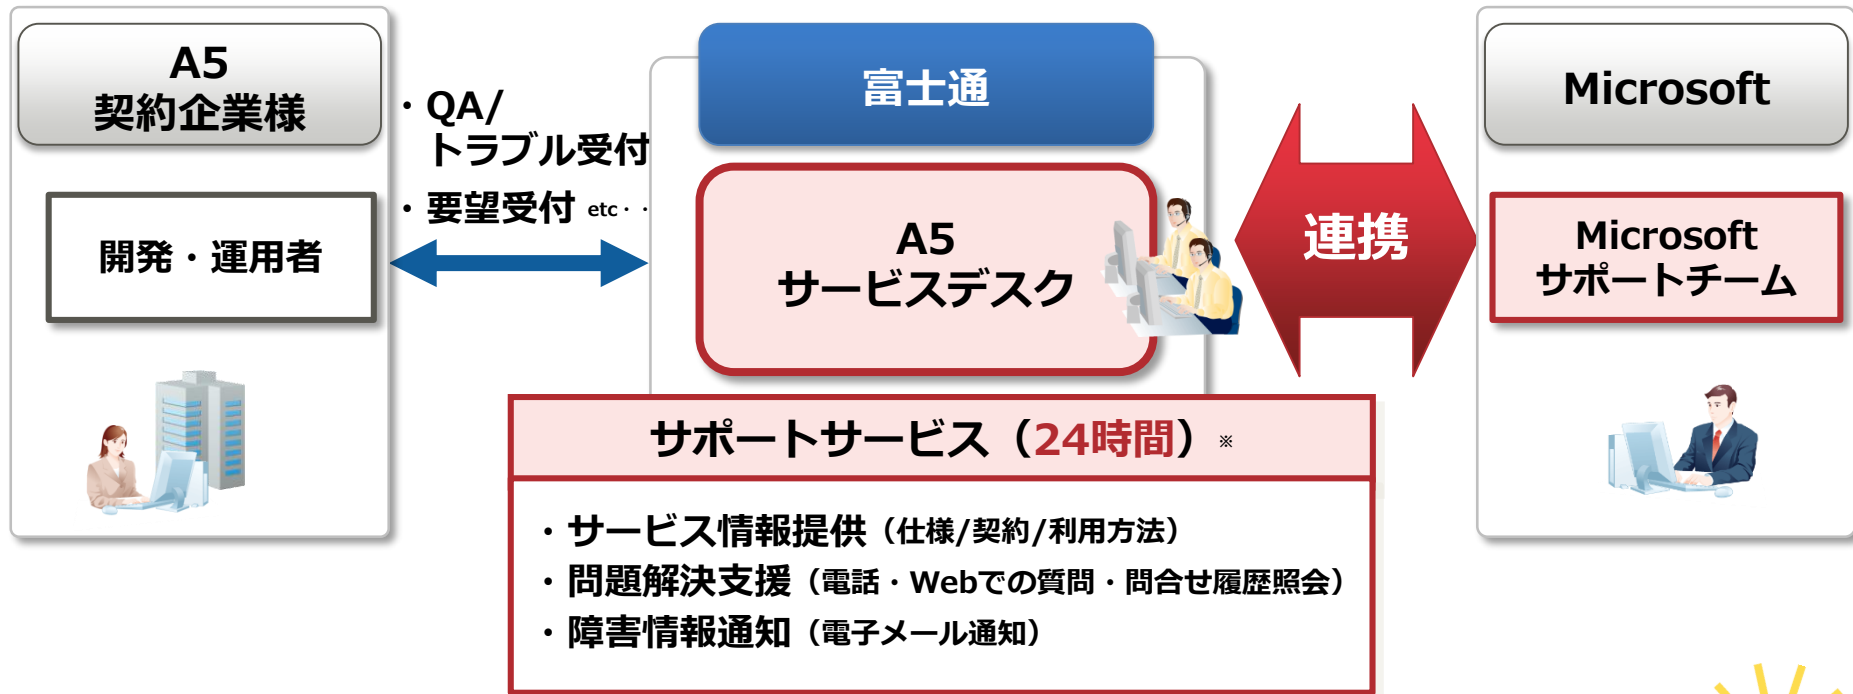 A5
契約企業様
開発・運用者
・QA/
トラブル受付
・要望受付 etc・・
富士通
A5
サービスデスク
連携
Microsoft
Microsoft
サポートチーム
サポートサービス（24時間）※
・サービス情報提供（仕様/契約/利用方法）
・問題解決支援（電話・Webでの質問・問合せ履歴照会）
・障害情報通知（電子メール通知）